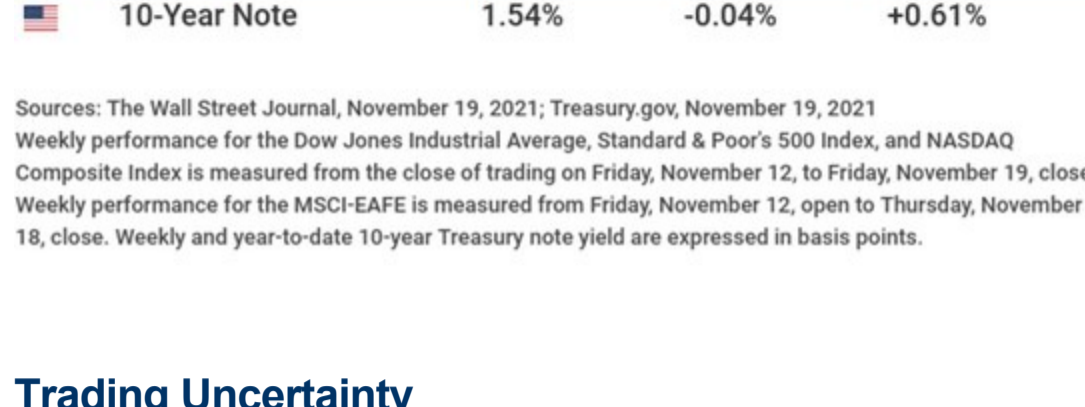 10-Year Note 1.54% -0.04% +0.61%
Sources: The Wall Street Journal, November 19, 2021; Treasury.gov, November 19, 2021
Weekly performance for the Dow Jones Industrial Average, Standard & Poor's 500 Index, and NASDAQ
Composite Index is measured from the close of trading on Friday, November 12, to Friday, November 19, close
Weekly performance for the MSCI-EAFE is measured from Friday, November 12, open to Thursday, November
18, close. Weekly and year-to-date 10-year Treasury note yield are expressed in basis points.
Trading Uncertainty